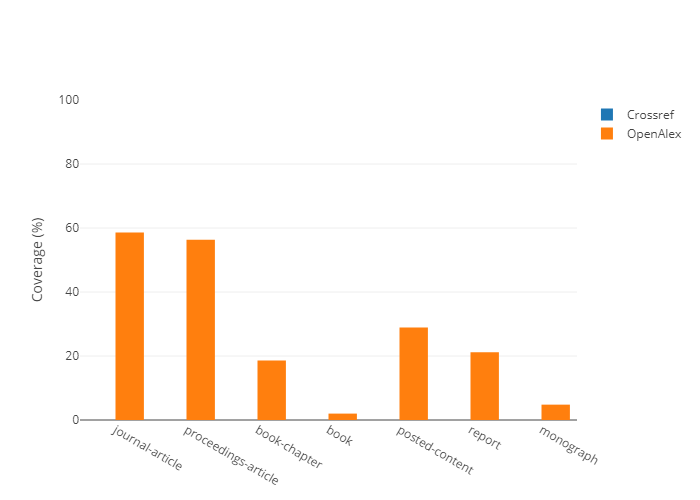 100
80
60
40
20
0
Coverage (%)
journal-article
proceedings-article
book-chapter
book
posted-content
report
monograph
Crossref
OpenAlex